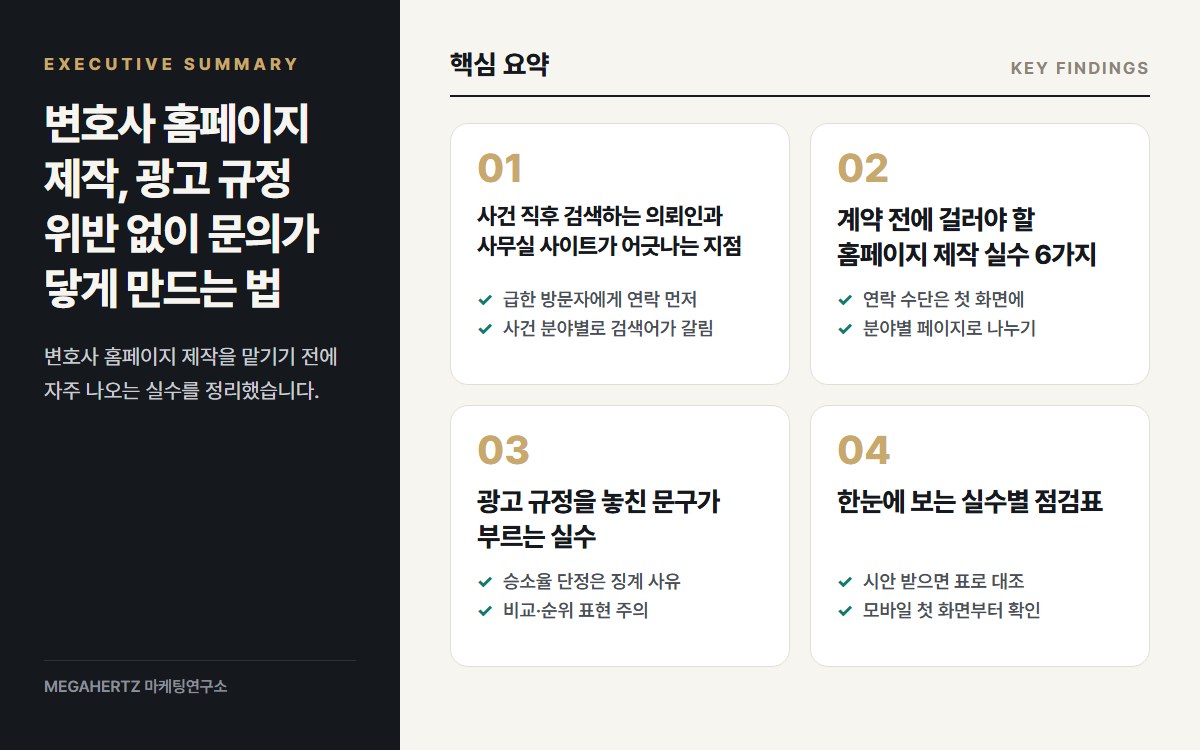 EXECUTIVE SUMMARY
변호사 홈페이지
제작, 광고 규정
위반 없이 문의가
닿게 만드는 법
변호사 홈페이지 제작을 맡기기 전에
자주 나오는 실수를 정리했습니다.
MEGAHERTZ 마케팅연구소
핵심 요약
KEY FINDINGS
01
사건 직후 검색하는 의뢰인과
사무실 사이트가 어긋나는 지점
급한 방문자에게 연락 먼저
사건 분야별로 검색어가 갈림
02
계약 전에 걸러야 할
홈페이지 제작 실수 6가지
연락 수단은 첫 화면에
분야별 페이지로 나누기
03
광고 규정을 놓친 문구가
부르는 실수
승소율 단정은 징계 사유
비교·순위 표현 주의
04
한눈에 보는 실수별 점검표
시안 받으면 표로 대조
모바일 첫 화면부터 확인